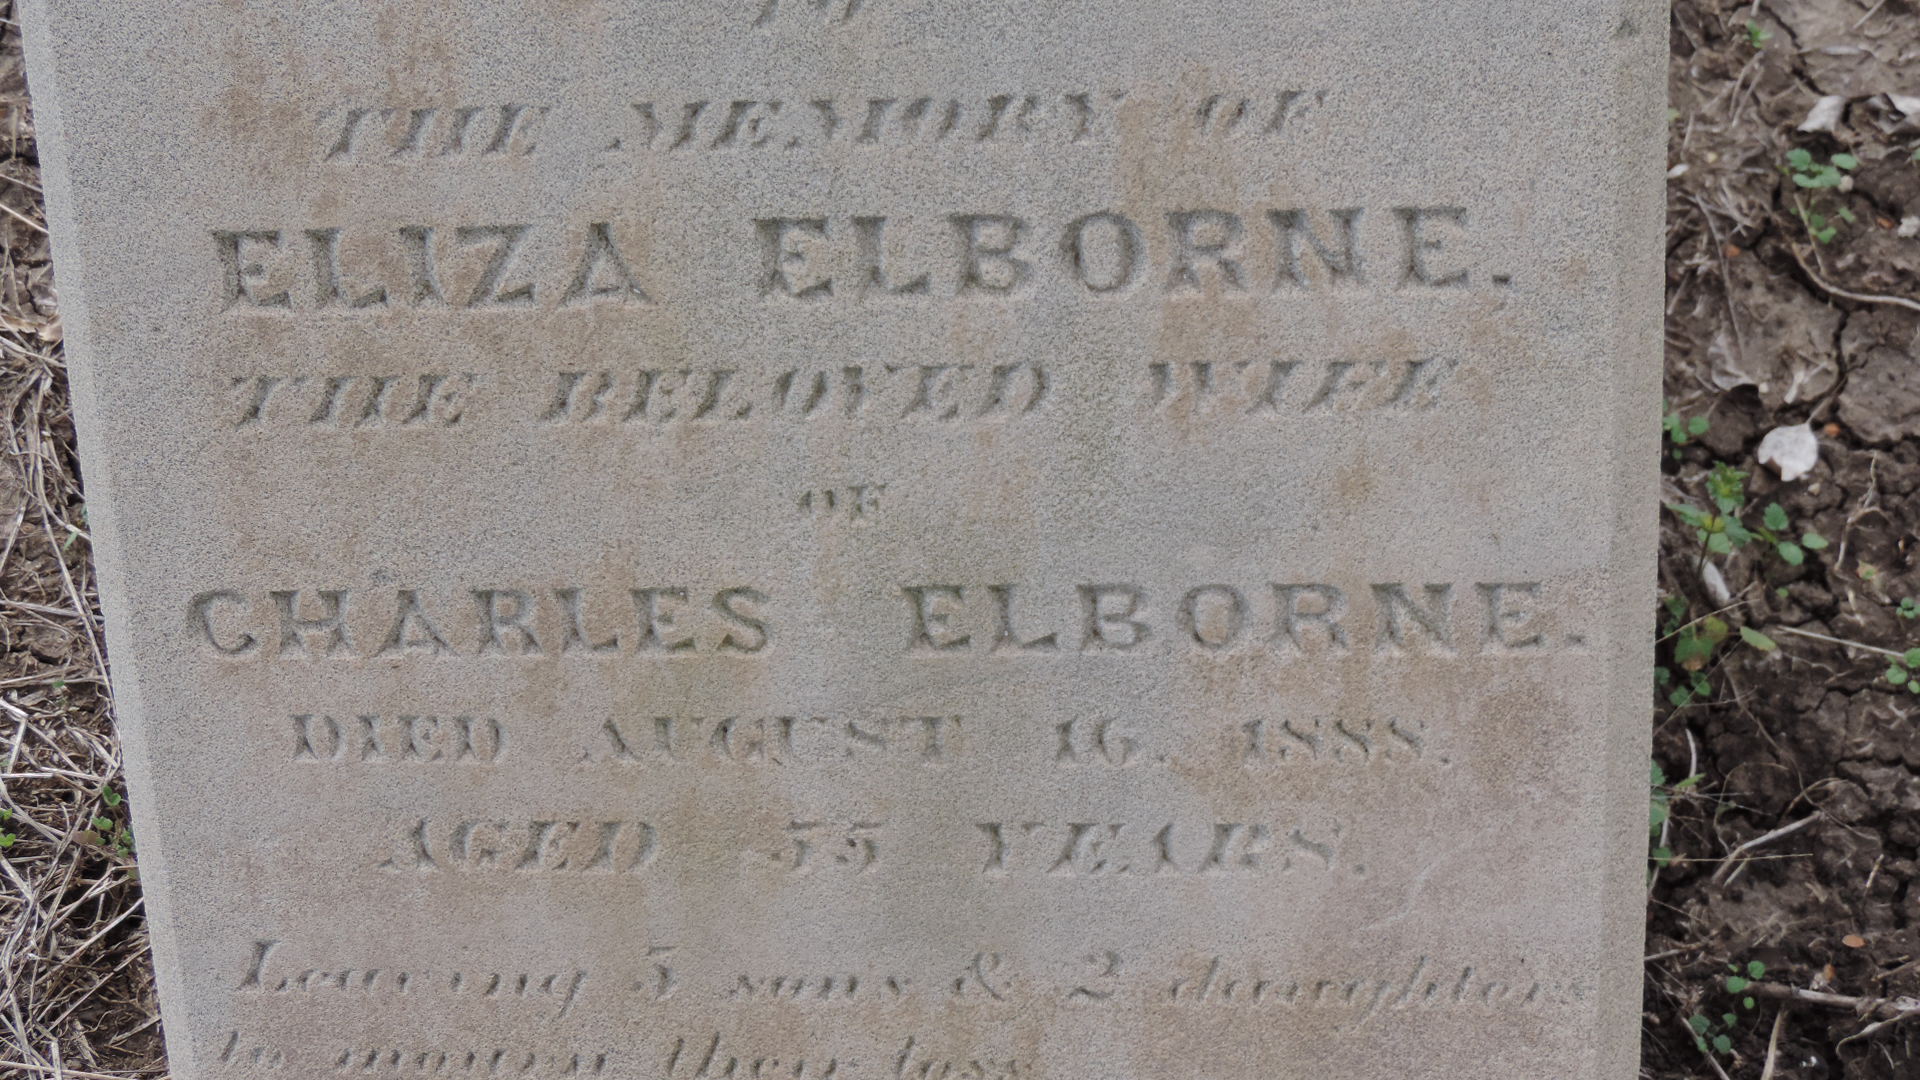 THE MEMORY OF
ELIZA ELBORNE.
THE BELOVED WIFE
OF
CHARLES ELBORNE.
DIED AUGUST 16, 1888.
AGED 55 YEARS.
Leaving 5 sons & 2 daughters
to mourn their loss